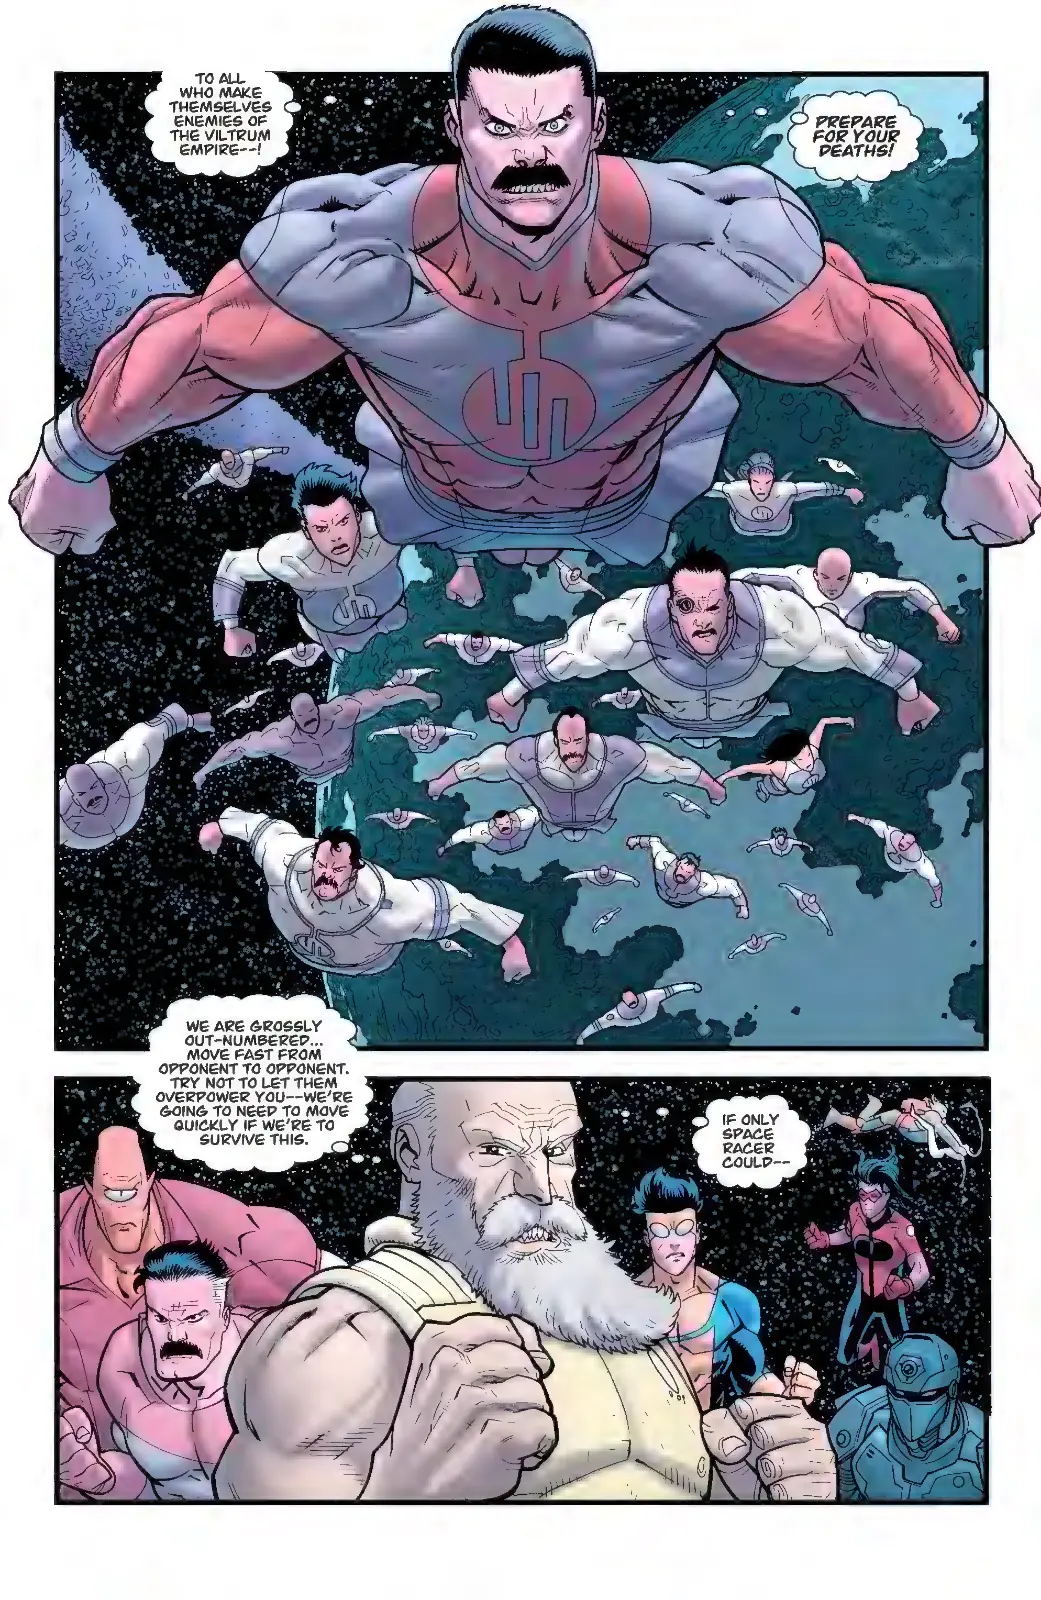 TO ALL
WHO MAKE
THEMSELVES
ENEMIES OF
THE VILTRUM
EMPIRE--!
PREPARE
FOR YOUR
DEATHS!
WE ARE GROSSLY
OUT-NUMBERED...
MOVE FAST FROM
OPPONENT TO OPPONENT.
TRY NOT TO LET THEM
OVERPOWER YOU--WE'RE
GOING TO NEED TO MOVE
QUICKLY IF WE'RE TO
SURVIVE THIS.
IF ONLY
SPACE
RACER
COULD--